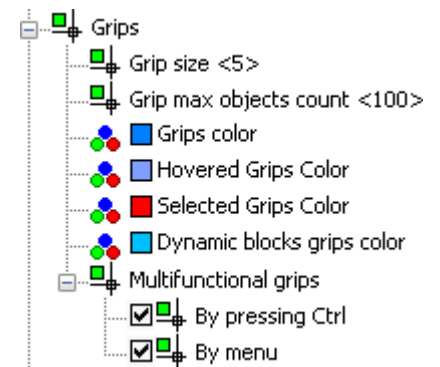 Grips
Grip size <5>
Grip max objects count <100>
Grips color
Hovered Grips Color
Selected Grips Color
Dynamic blocks grips color
Multifunctional grips
By pressing Ctrl
By menu